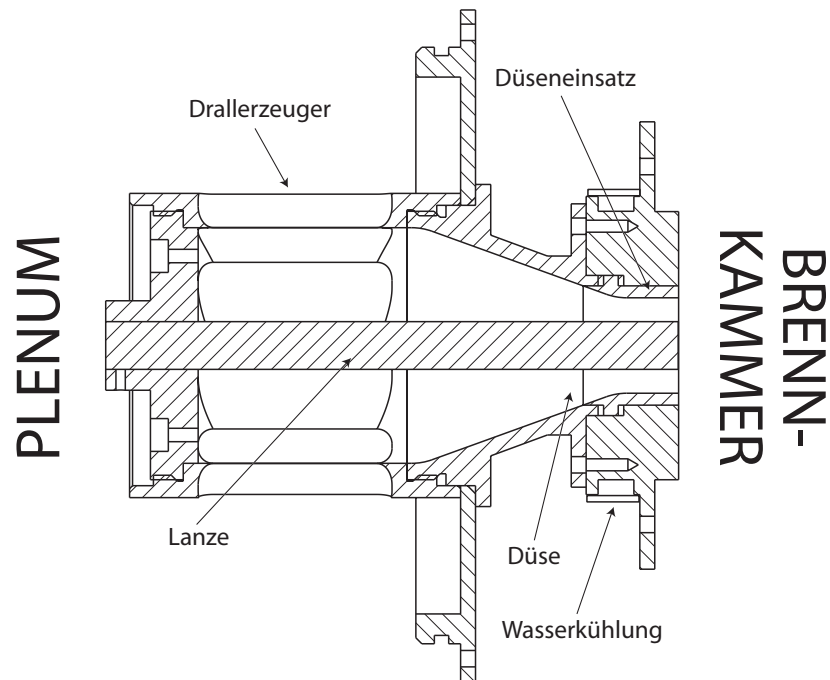 Düseneinsatz
Drallerzeuger
PLENUM
BRENN-
KAMMER
Lanze
Düse
Wasserkühlung